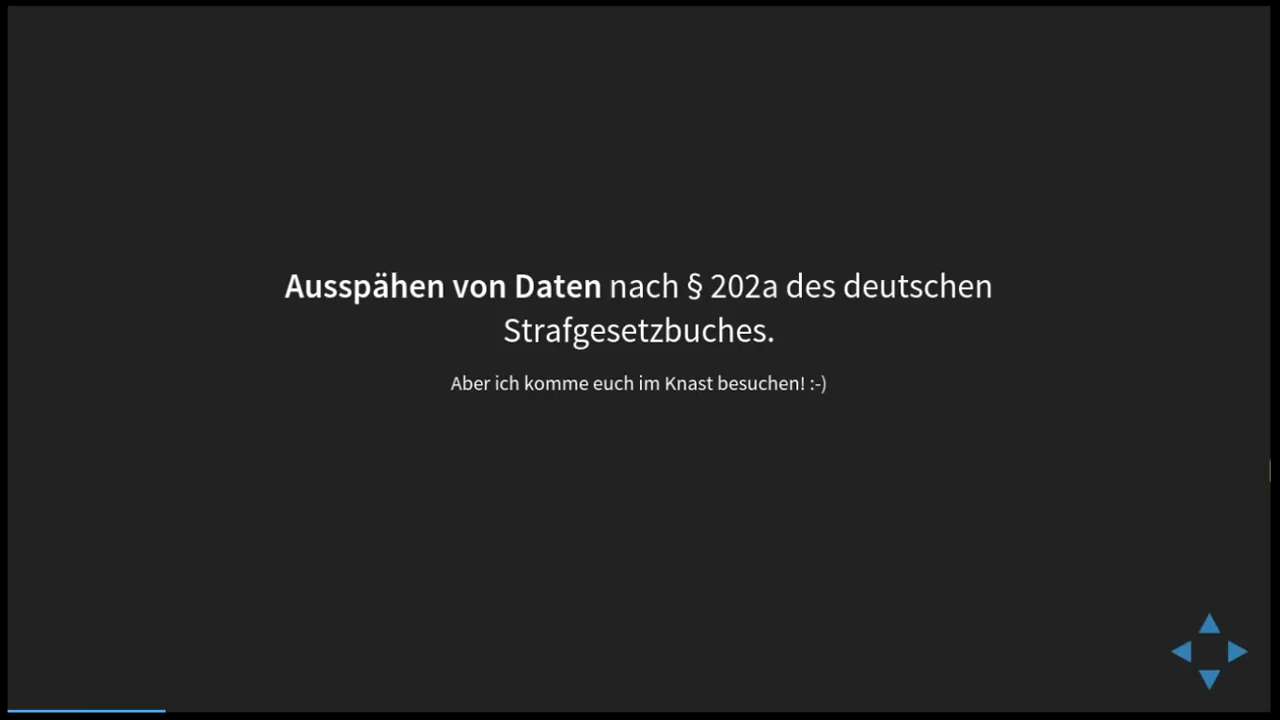 Ausspähen von Daten nach § 202a des deutschen
Strafgesetzbuches.
Aber ich komme euch im Knast besuchen! :-)